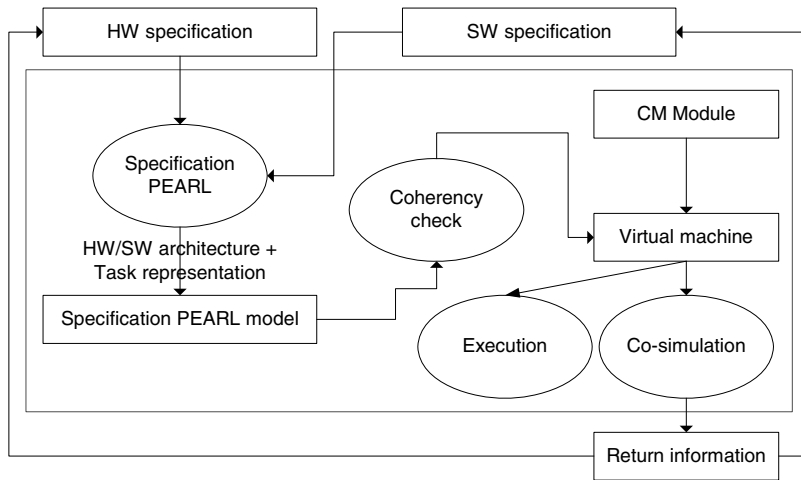 HW specification
SW specification
CM Module
Specification
PEARL
Coherency
check
Virtual machine
HW/SW architecture +
Task representation
Specification PEARL model
Execution
Co-simulation
Return information